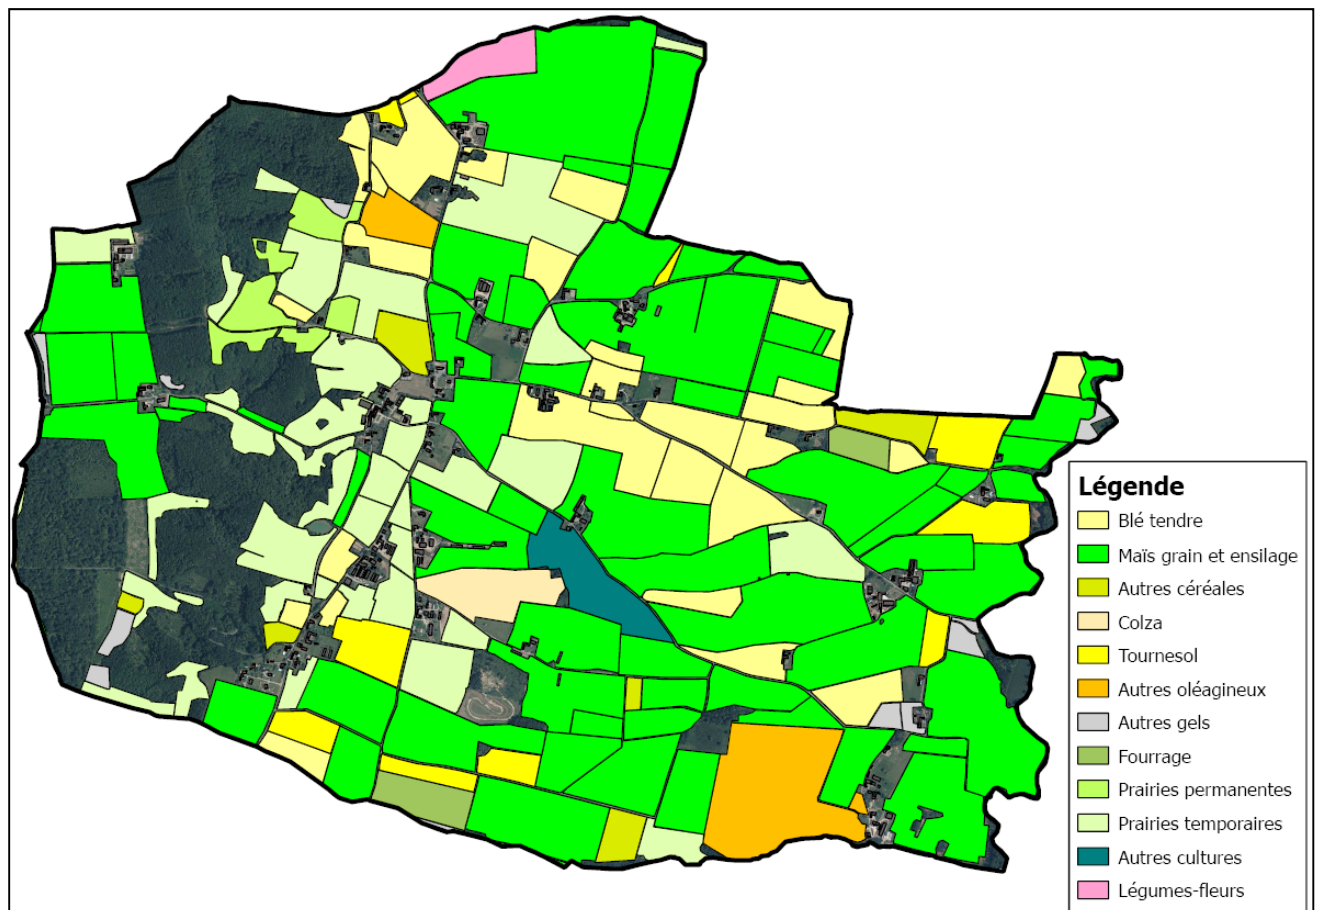 Légende
Blé tendre
Maïs grain et ensilage
Autres céréales
Colza
Tournesol
Autres oléagineux
Autres gels
Fourrage
Prairies permanentes
Prairies temporaires
Autres cultures
Légumes-fleurs